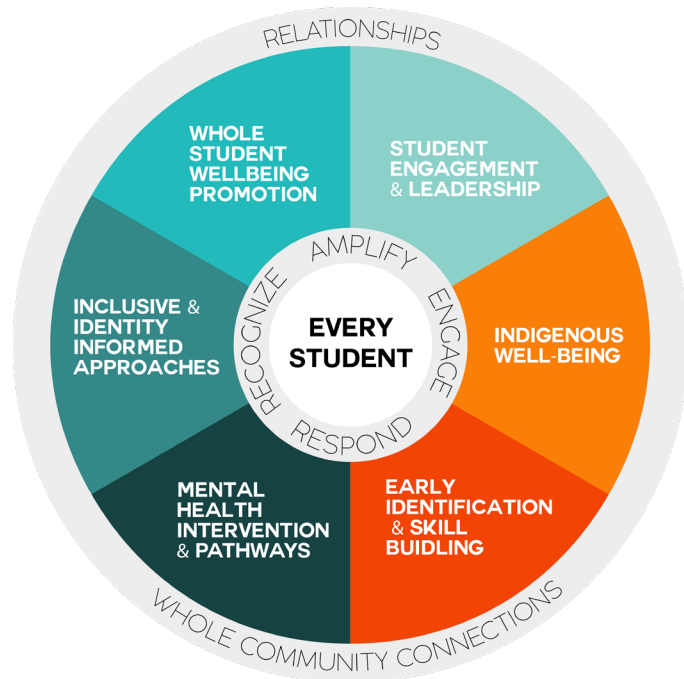 RELATIONSHIPS
WHOLE
STUDENT
WELLBEING
PROMOTION
STUDENT
ENGAGEMENT
& LEADERSHIP
INCLUSIVE &
IDENTITY
INFORMED
APPROACHES
RECOGNIZE
AMPLIFY
ENGAGE
RESPOND
EVERY
STUDENT
INDIGENOUS
WELL-BEING
MENTAL
HEALTH
INTERVENTION
& PATHWAYS
EARLY
IDENTIFICATION
& SKILL
BUIDLING
WHOLE COMMUNITY CONNECTIONS